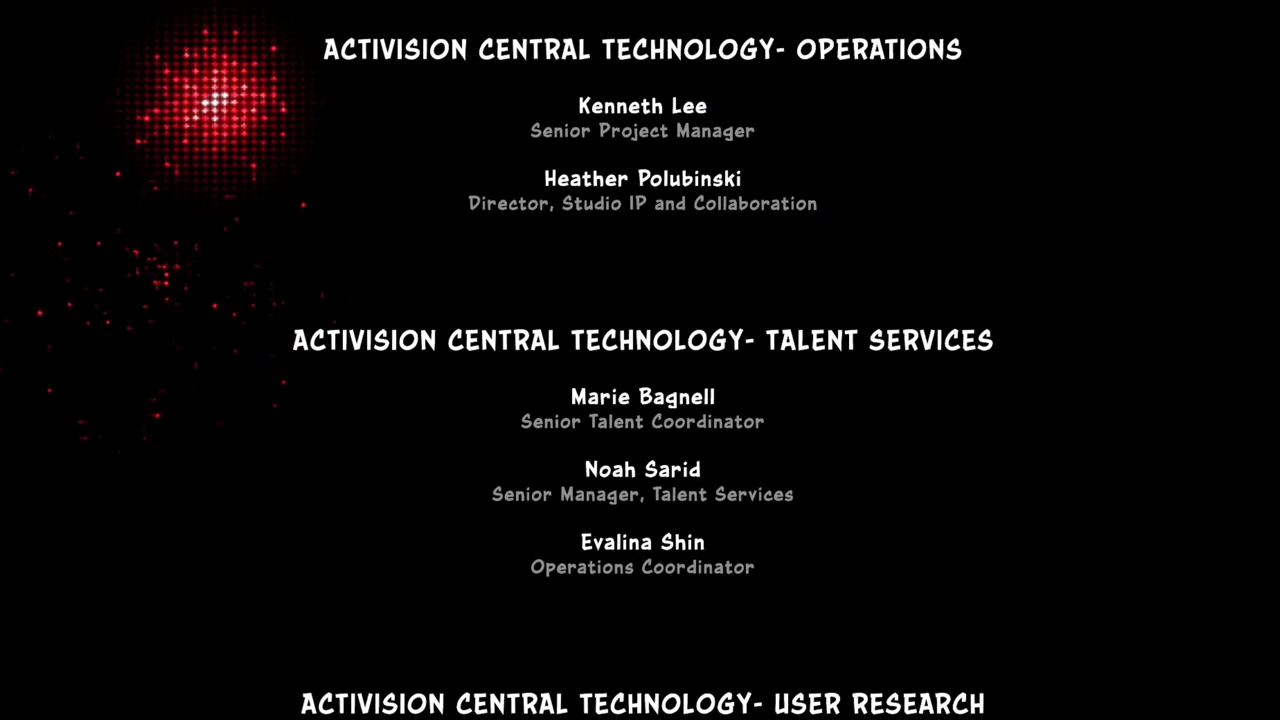 ACTIVISION CENTRAL TECHNOLOGY- OPERATIONS
Kenneth Lee
Senior Project Manager
Heather Polubinski
Director, Studio IP and Collaboration
ACTIVISION CENTRAL TECHNOLOGY- TALENT SERVICES
Marie Bagnell
Senior Talent Coordinator
Noah Sarid
Senior Manager, Talent Services
Evalina Shin
Operations Coordinator
ACTIVISION CENTRAL TECHNOLOGY- USER RESEARCH